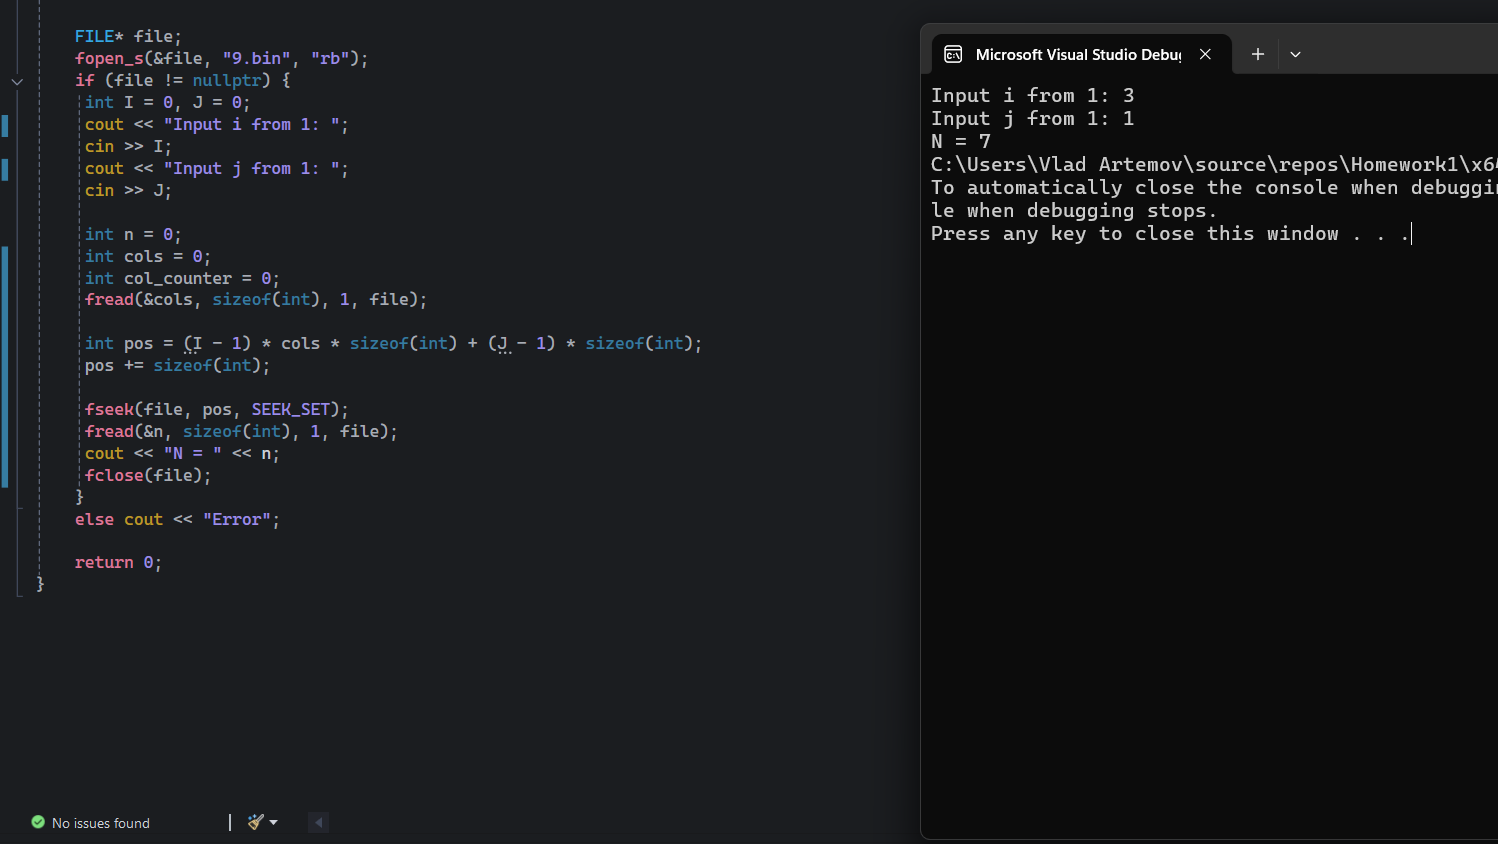 FILE* file;
fopen_s(&file, "9.bin", "rb");
if (file != nullptr) {
int I = 0, J = 0;
cout << "Input i from 1: ";
cin >> I;
cout << "Input j from 1: ";
cin >> J;
int n = 0;
int cols = 0;
int col_counter = 0;
fread(&cols, sizeof(int), 1, file);
int pos = (I - 1) * cols * sizeof(int) + (J - 1) * sizeof(int);
pos += sizeof(int);
fseek(file, pos, SEEK_SET);
fread(&n, sizeof(int), 1, file);
cout << "N = " << n;
fclose(file);
}
else cout << "Error";
return 0;
}
No issues found
Microsoft Visual Studio Debug
Input i from 1: 3
Input j from 1: 1
N = 7
C:\Users\Vlad Artemov\source\repos\Homework1\x64
To automatically close the console when debuggin
le when debugging stops.
Press any key to close this window . . .